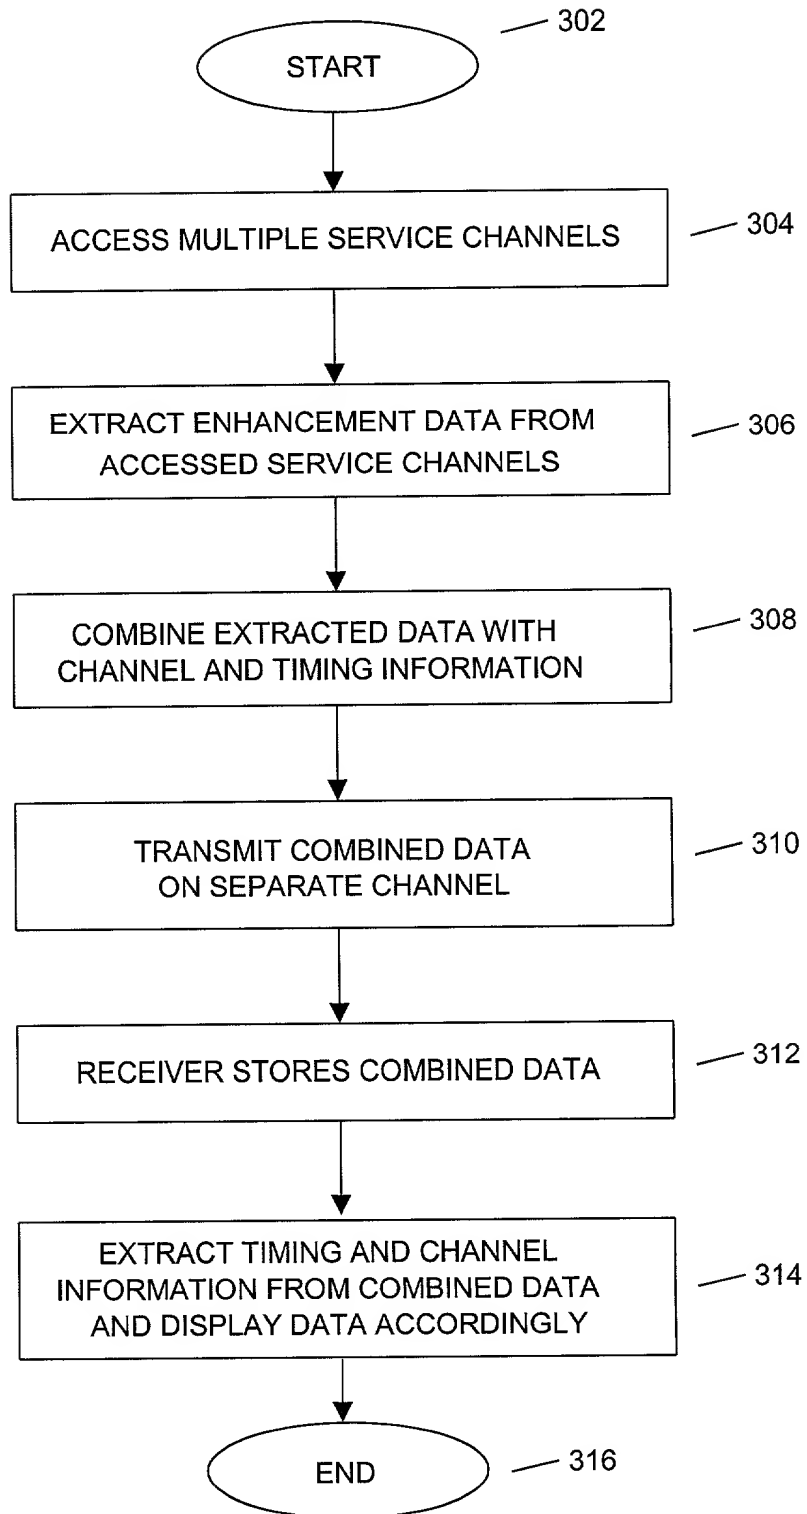 302
START
ACCESS MULTIPLE SERVICE CHANNELS
304
EXTRACT ENHANCEMENT DATA FROM
ACCESSED SERVICE CHANNELS
306
COMBINE EXTRACTED DATA WITH
CHANNEL AND TIMING INFORMATION
308
TRANSMIT COMBINED DATA
ON SEPARATE CHANNEL
310
RECEIVER STORES COMBINED DATA
312
EXTRACT TIMING AND CHANNEL
INFORMATION FROM COMBINED DATA
AND DISPLAY DATA ACCORDINGLY
314
END
316